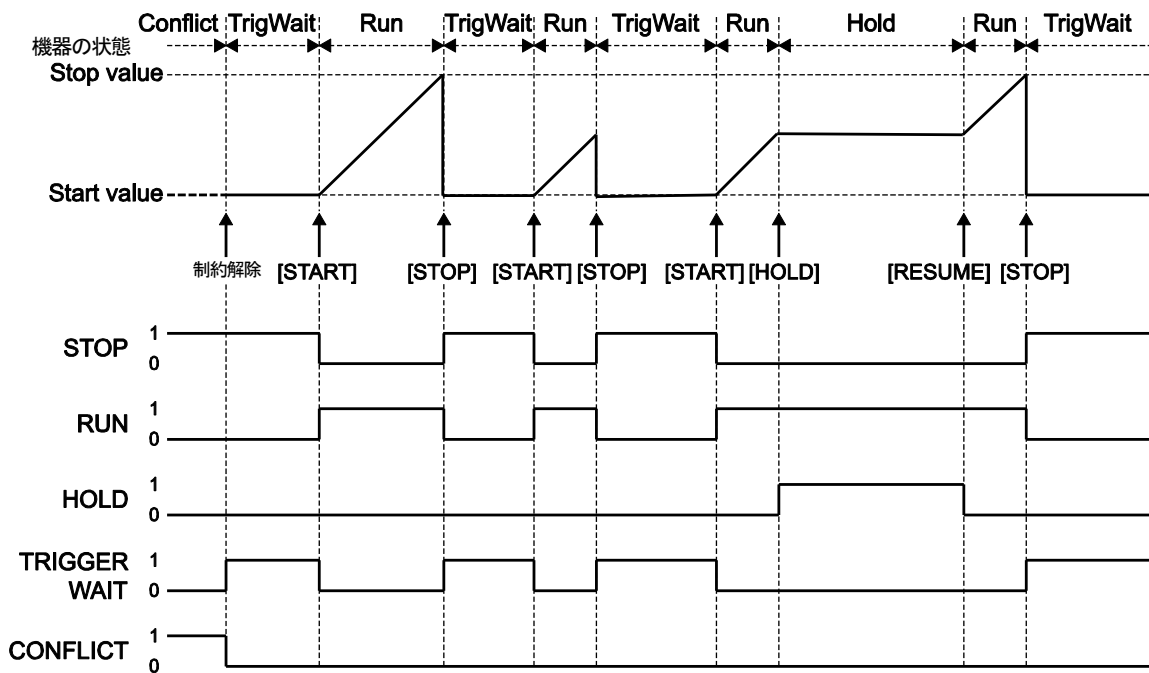 Conflict TrigWait Run TrigWait Run TrigWait Run Hold Run TrigWait
機器の状態
Stop value
Start value
制約解除 [START] [STOP] [START] [STOP] [START] [HOLD] [RESUME] [STOP]
STOP 1
0
RUN 1
0
HOLD 1
0
TRIGGER 1
WAIT 0
CONFLICT 1
0